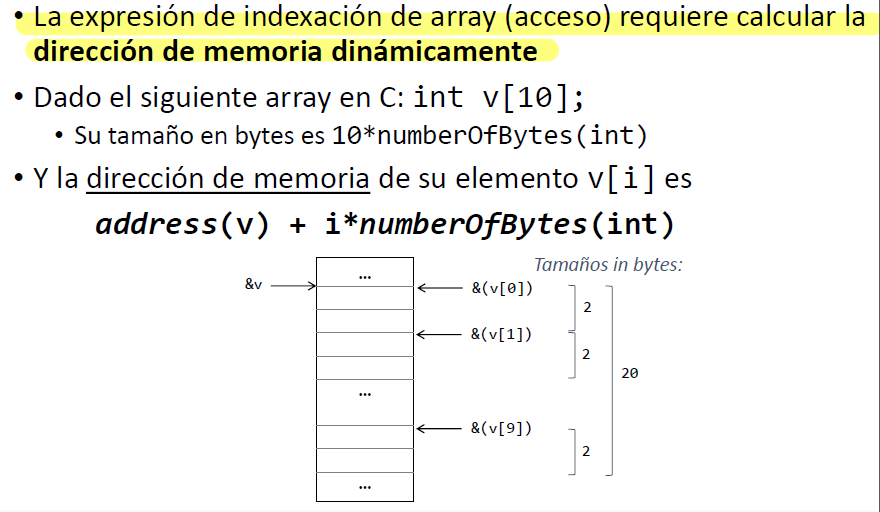 • La expresión de indexación de array (acceso) requiere calcular la
dirección de memoria dinámicamente
• Dado el siguiente array en C: int v[10];
• Su tamaño en bytes es 10*numberOfBytes(int)
• Y la dirección de memoria de su elemento v[i] es
address(v) + i*numberOfBytes(int)
Tamaños in bytes:
...
&v
&(v[0])
2
&(v[1])
2
20
...
&(v[9])
2
...